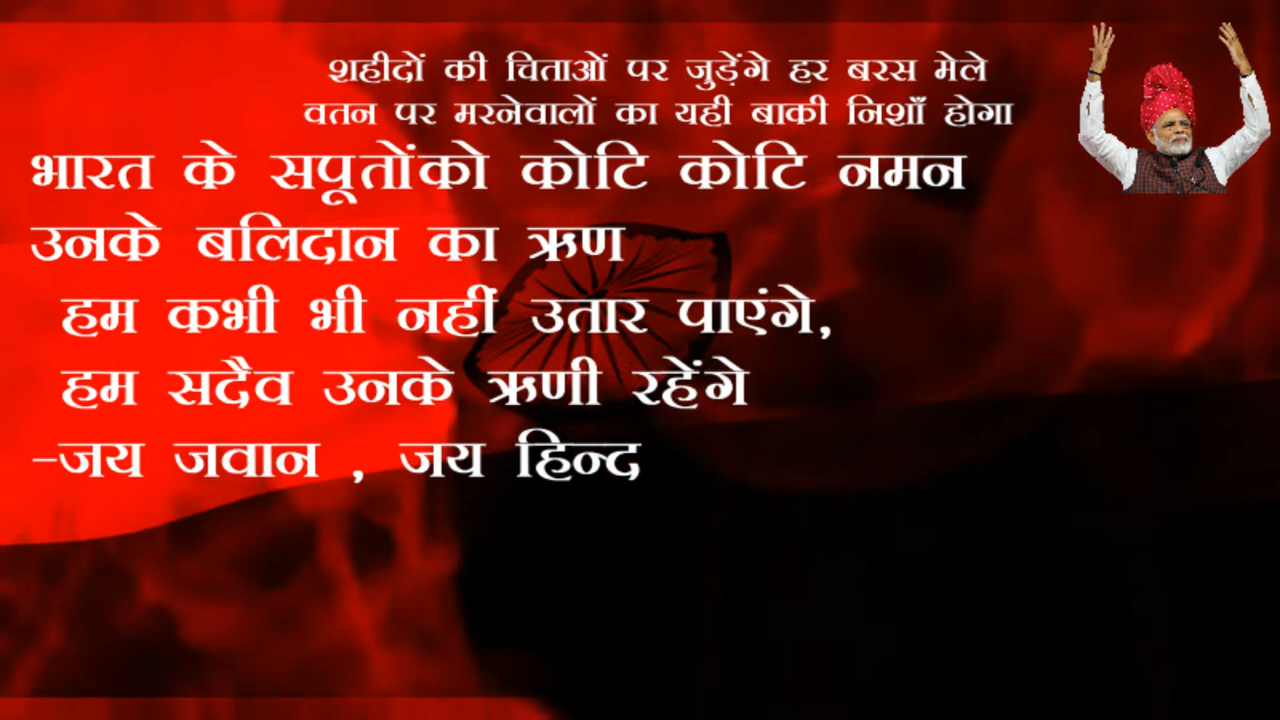 शहीदों की चिताओं पर जुड़ेंगे हर बरस मेले
वतन पर मरनेवालों का यही बाकी निशाँ होगा
भारत के सपूतोंको कोटि कोटि नमन
उनके बलिदान का ऋण
हम कभी भी नहीं उतार पाएंगे,
हम सदैव उनके ऋणी रहेंगे
-जय जवान , जय हिन्द